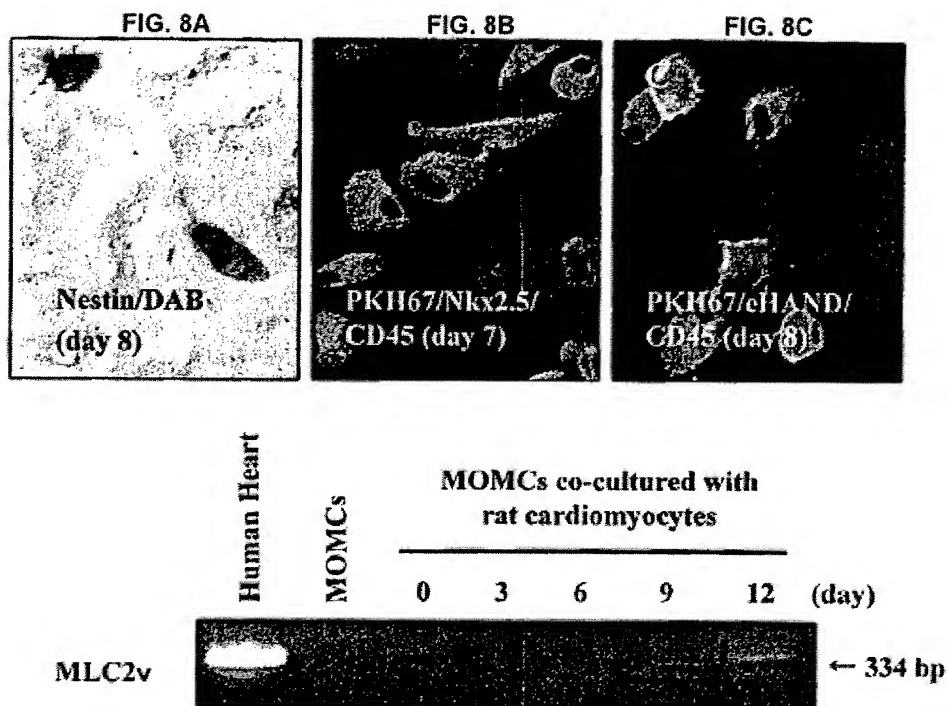 FIG. 8A
FIG. 8B
FIG. 8C
Nestin/DAB
(day 8)
PKH67/Nkx2.5/
CD45 (day 7)
PKH67/eHAND/
CD45 (day 8)
Human Heart
MOMCs
MOMCs co-cultured with
rat cardiomyocytes
0 3 6 9 12 (day)
MLC2v
← 334 bp